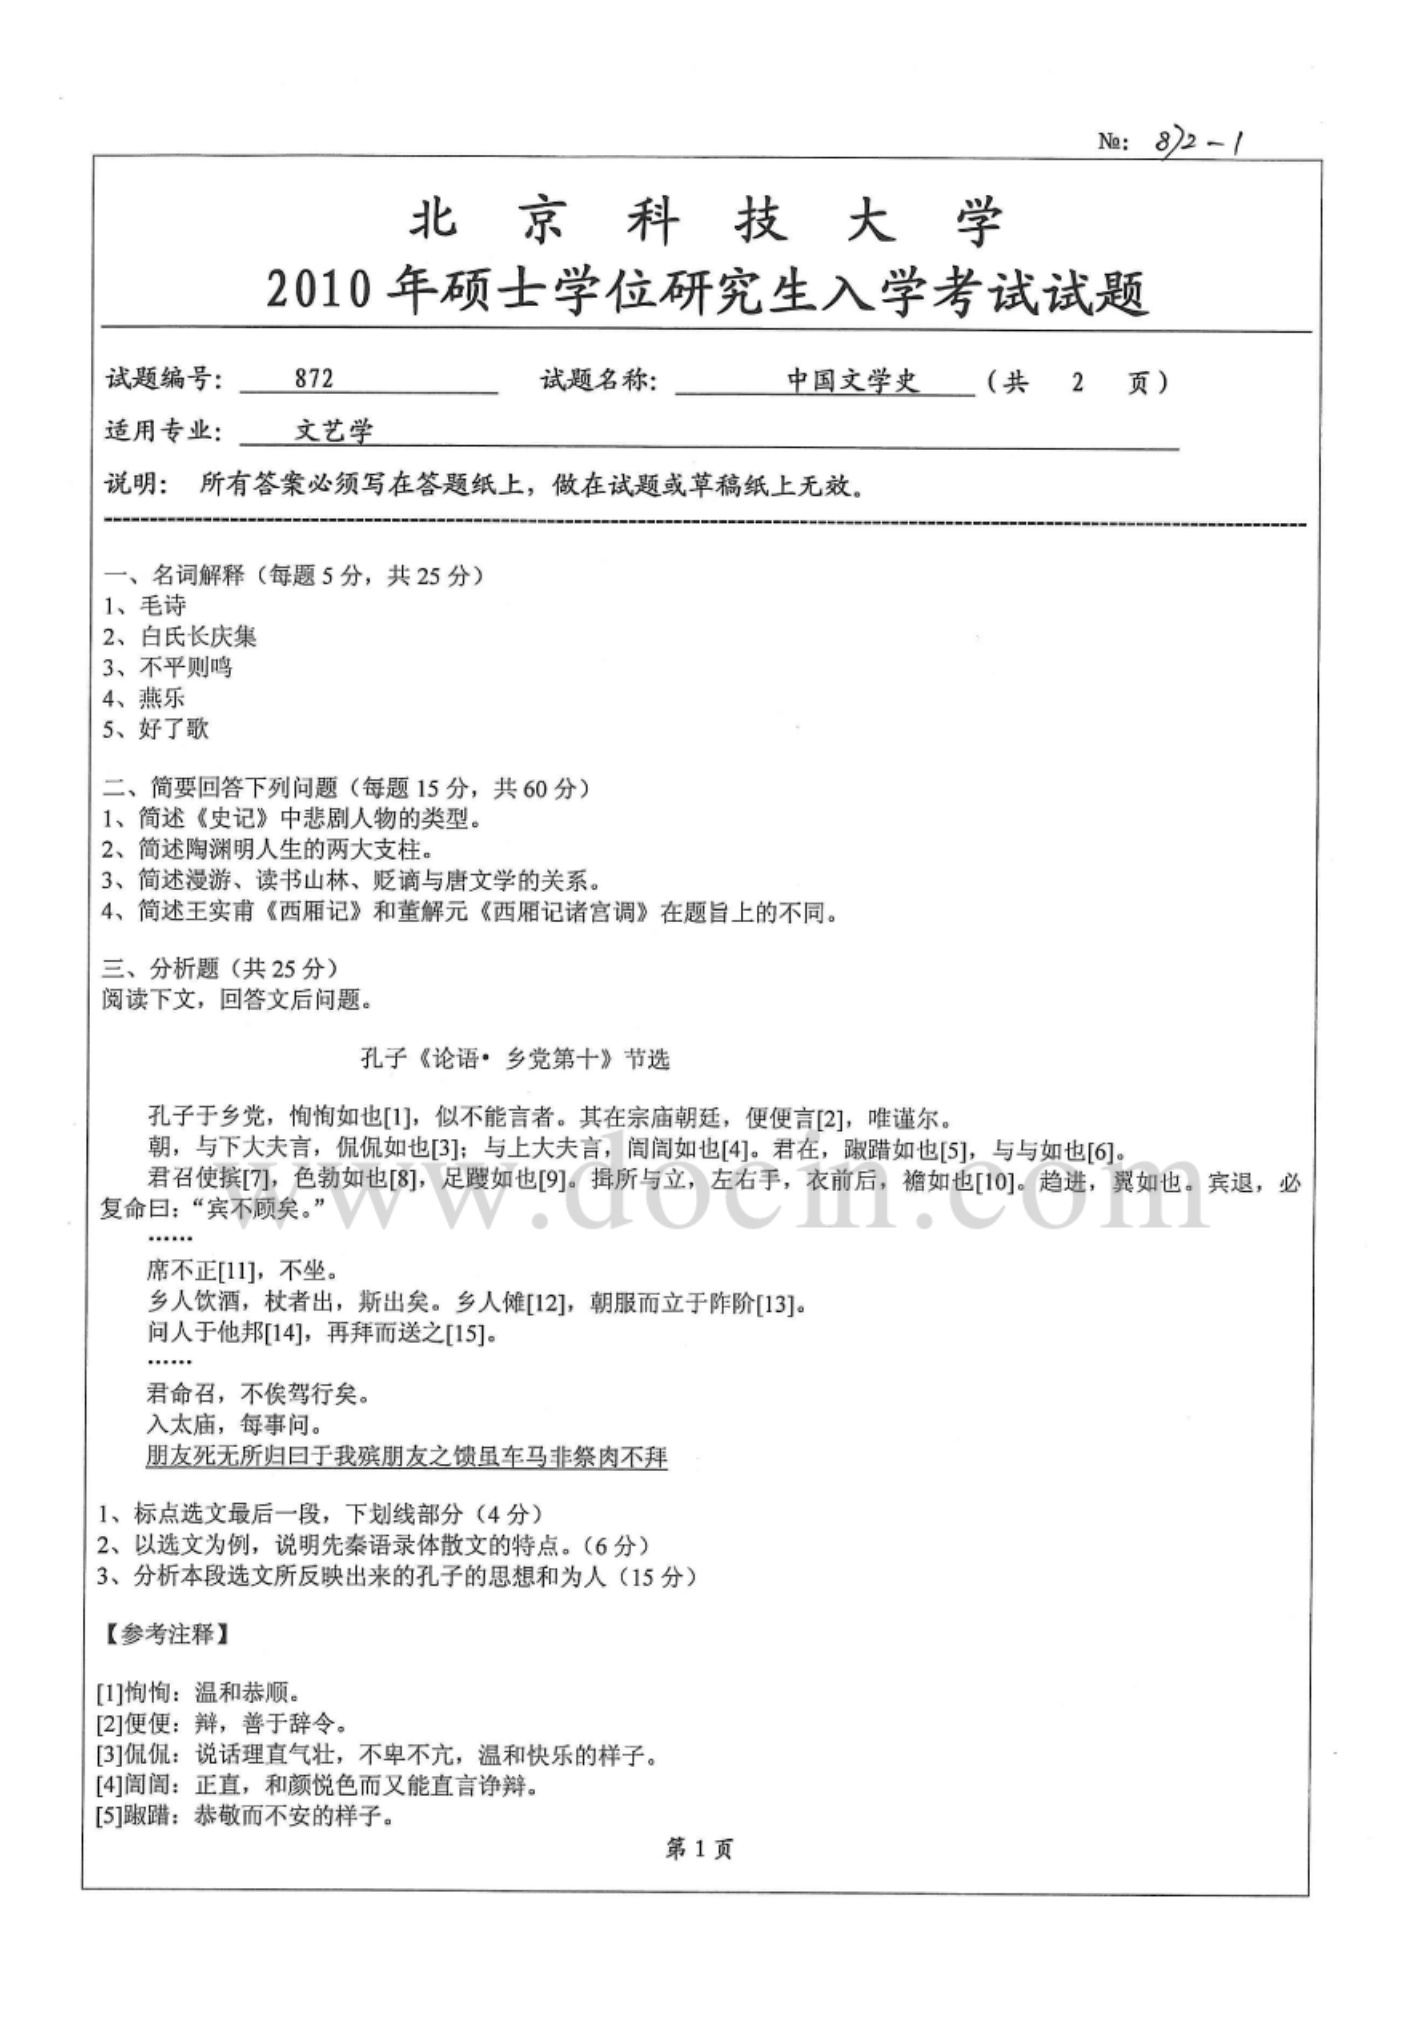 №: 872-1
北京科技大学
2010年硕士学位研究生入学考试试题
试题编号: 872 试题名称: 中国文学史 (共 2 页)
适用专业: 文艺学
说明: 所有答案必须写在答题纸上，做在试题或草稿纸上无效。
一、名词解释（每题5分，共25分）
1、毛诗
2、白氏长庆集
3、不平则鸣
4、燕乐
5、好了歌
二、简要回答下列问题（每题15分，共60分）
1、简述《史记》中悲剧人物的类型。
2、简述陶渊明人生的两大支柱。
3、简述漫游、读书山林、贬谪与唐文学的关系。
4、简述王实甫《西厢记》和董解元《西厢记诸宫调》在题旨上的不同。
三、分析题（共25分）
阅读下文，回答文后问题。
孔子《论语• 乡党第十》节选
孔子于乡党，恂恂如也[1]，似不能言者。其在宗庙朝廷，便便言[2]，唯谨尔。
朝，与下大夫言，侃侃如也[3]；与上大夫言，訚訚如也[4]。君在，踧踖如也[5]，与与如也[6]。
君召使摈[7]，色勃如也[8]，足躩如也[9]。揖所与立，左右手，衣前后，襜如也[10]。趋进，翼如也。宾退，必
复命曰：“宾不顾矣。”
……
席不正[11]，不坐。
乡人饮酒，杖者出，斯出矣。乡人傩[12]，朝服而立于阼阶[13]。
问人于他邦[14]，再拜而送之[15]。
……
君命召，不俟驾行矣。
入太庙，每事问。
朋友死无所归曰于我殡朋友之馈虽车马非祭肉不拜
1、标点选文最后一段，下划线部分（4分）
2、以选文为例，说明先秦语录体散文的特点。（6分）
3、分析本段选文所反映出来的孔子的思想和为人（15分）
【参考注释】
[1]恂恂：温和恭顺。
[2]便便：辩，善于辞令。
[3]侃侃：说话理直气壮，不卑不亢，温和快乐的样子。
[4]訚訚：正直，和颜悦色而又能直言诤辩。
[5]踧踖：恭敬而不安的样子。
第 1 页
www.docin.com